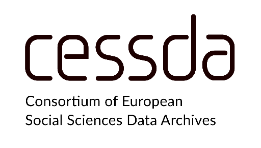 cessda
Consortium of European
Social Sciences Data Archives